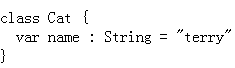 class Cat {
  var name : String = "terry"
}